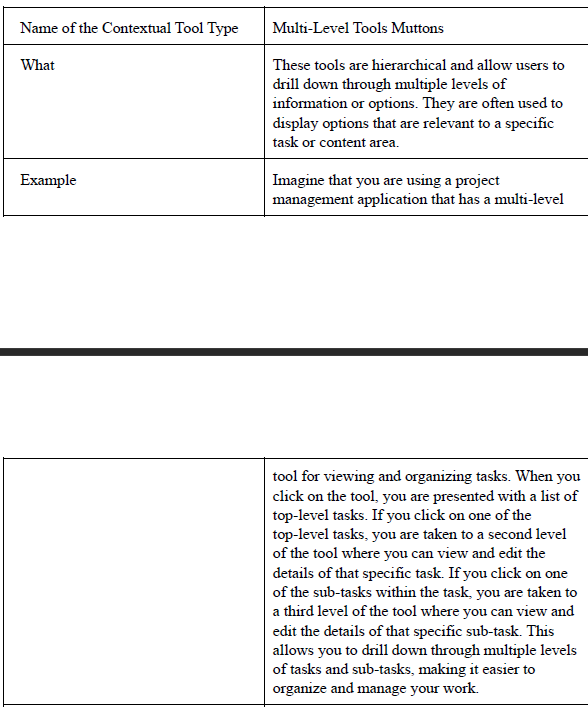 Name of the Contextual Tool Type
Multi-Level Tools Muttons
What
These tools are hierarchical and allow users to
drill down through multiple levels of
information or options. They are often used to
display options that are relevant to a specific
task or content area.
Example
Imagine that you are using a project
management application that has a multi-level
tool for viewing and organizing tasks. When you
click on the tool, you are presented with a list of
top-level tasks. If you click on one of the
top-level tasks, you are taken to a second level
of the tool where you can view and edit the
details of that specific task. If you click on one
of the sub-tasks within the task, you are taken to
a third level of the tool where you can view and
edit the details of that specific sub-task. This
allows you to drill down through multiple levels
of tasks and sub-tasks, making it easier to
organize and manage your work.